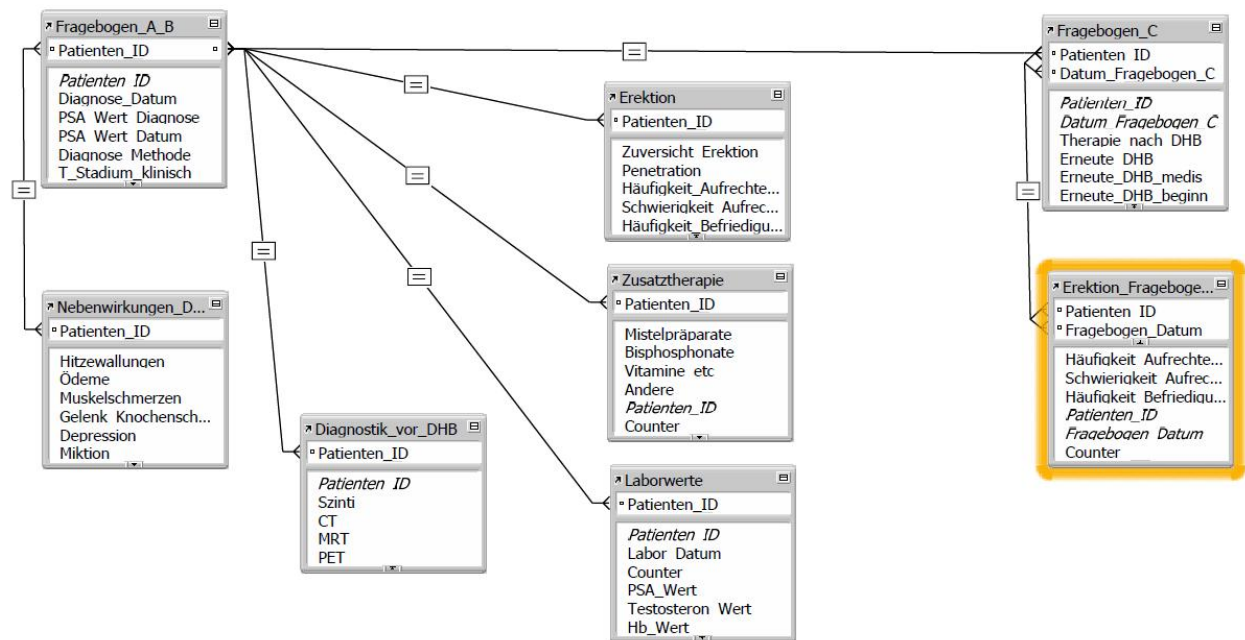 Fragebogen_A_B
Patienten_ID
Patienten ID
Diagnose_Datum
PSA Wert Diagnose
PSA Wert Datum
Diagnose Methode
T_Stadium_klinisch
=
=
=
=
=
=
=
Nebenwirkungen_D...
Patienten_ID
Hitzewallungen
Ödeme
Muskelschmerzen
Gelenk Knochensch...
Depression
Miktion
Diagnostik_vor_DHB
Patienten_ID
Patienten ID
Szinti
CT
MRT
PET
Erektion
Patienten_ID
Zuversicht Erektion
Penetration
Häufigkeit_Aufrechte...
Schwierigkeit Aufrec...
Häufigkeit_Befriedigu...
Zusatztherapie
Patienten_ID
Mistelpräparate
Bisphosphonate
Vitamine etc
Andere
Patienten_ID
Counter
Laborwerte
Patienten_ID
Patienten ID
Labor Datum
Counter
PSA_Wert
Testosteron Wert
Hb_Wert
Fragebogen_C
Patienten ID
Datum_Fragebogen_C
Patienten_ID
Datum_Fragebogen_C
Therapie nach DHB
Erneute DHB
Erneute_DHB_medis
Erneute_DHB_beginn
Erektion_Frageboge...
Patienten ID
Fragebogen_Datum
Häufigkeit Aufrechte...
Schwierigkeit Aufrec...
Häufigkeit Befriedigu...
Patienten_ID
Fragebogen Datum
Counter